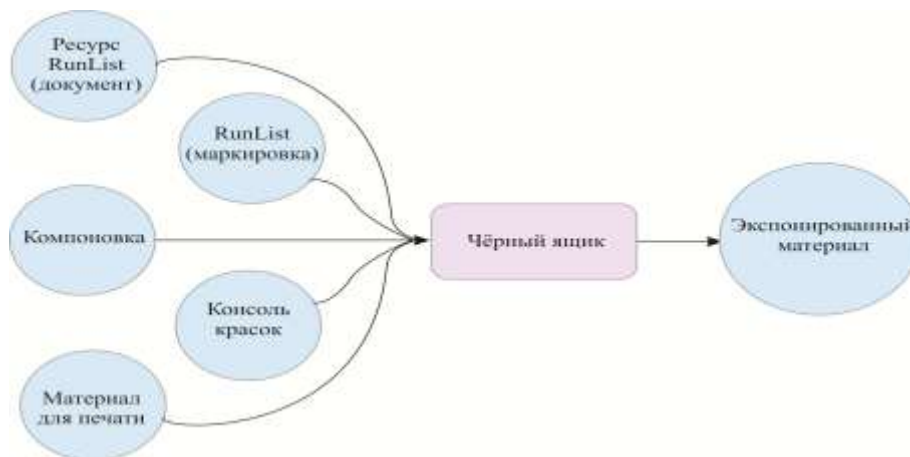 Ресурс
RunList
(документ)
RunList
(маркировка)
Компоновка
Чёрный ящик
Экспонированный
материал
Консоль
красок
Материал
для печати